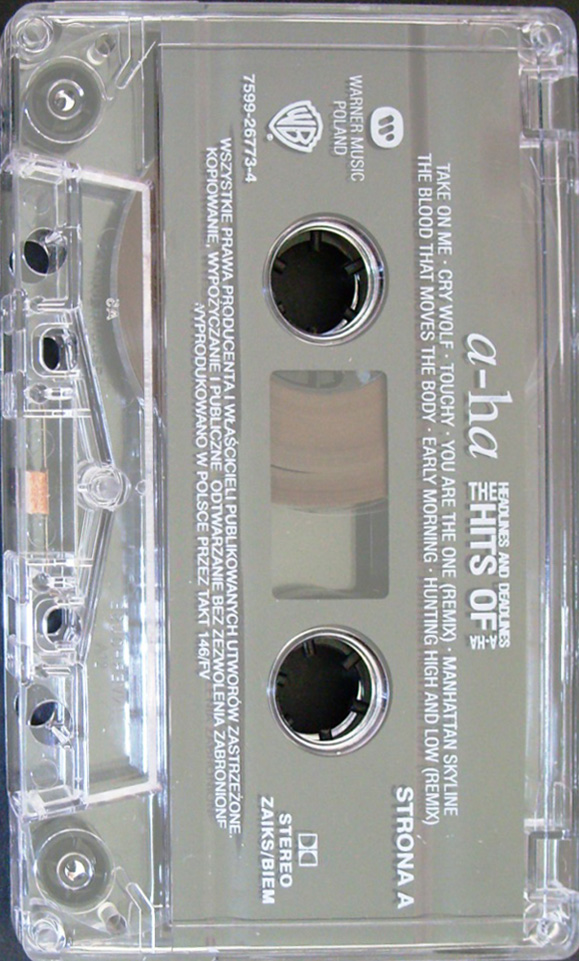 a-ha
HEADLINES AND DEADLINES
THE HITS OF a-ha
TAKE ON ME · CRY WOLF · TOUCHY · YOU ARE THE ONE (REMIX) · MANHATTAN SKYLINE
THE BLOOD THAT MOVES THE BODY · EARLY MORNING · HUNTING HIGH AND LOW (REMIX)
STRONA A
WARNER MUSIC
POLAND
WB
7599-26773-4
STEREO
ZAIKS/BIEM
WSZYSTKIE PRAWA PRODUCENTA I WŁAŚCICIELI PUBLIKOWANYCH UTWORÓW ZASTRZEŻONE.
KOPIOWANIE, WYPOŻYCZANIE I PUBLICZNE ODTWARZANIE BEZ ZEZWOLENIA ZABRONIONE
WYPRODUKOWANO W POLSCE PRZEZ TAKT 146/FV